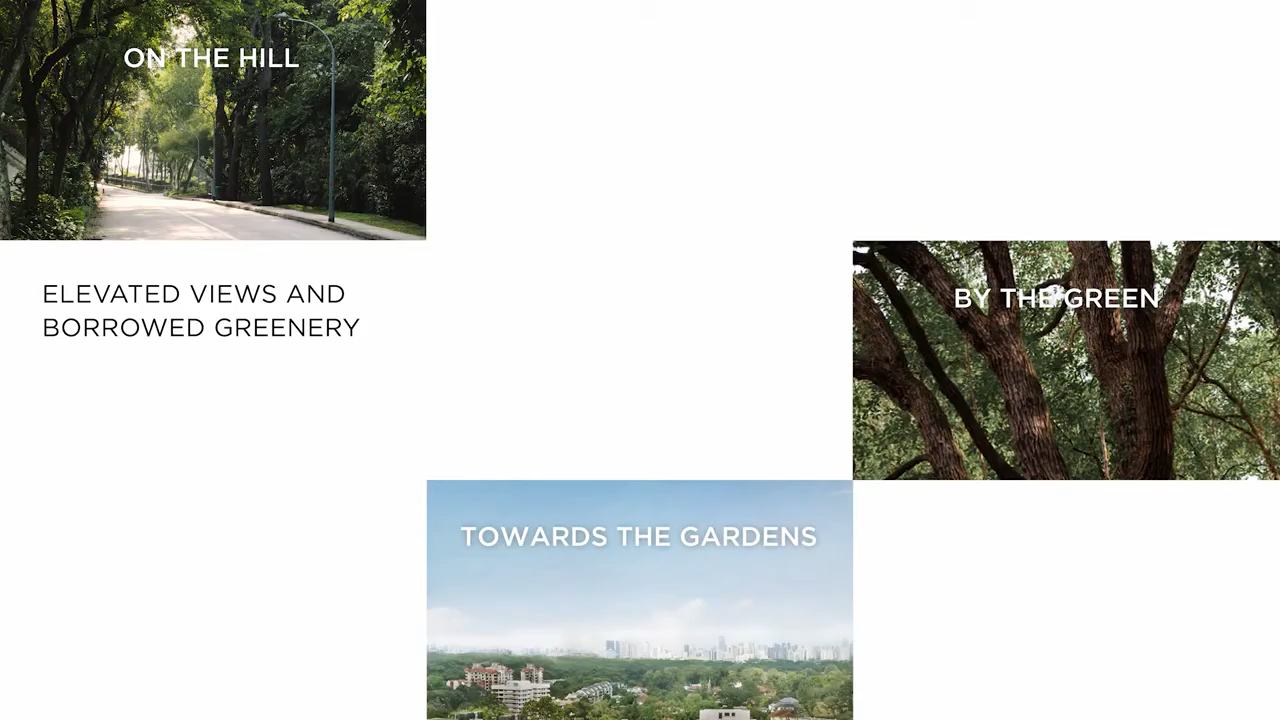 ON THE HILL
ELEVATED VIEWS AND
BORROWED GREENERY
BY THE GREEN
TOWARDS THE GARDENS